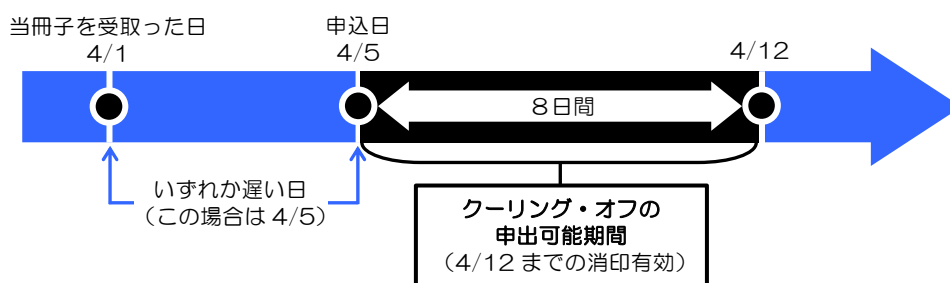 当冊子を受取った日
4/1
申込日
4/5
4/12
8日間
いずれか遅い日
（この場合は 4/5）
クーリング・オフの
申出可能期間
（4/12 までの消印有効）